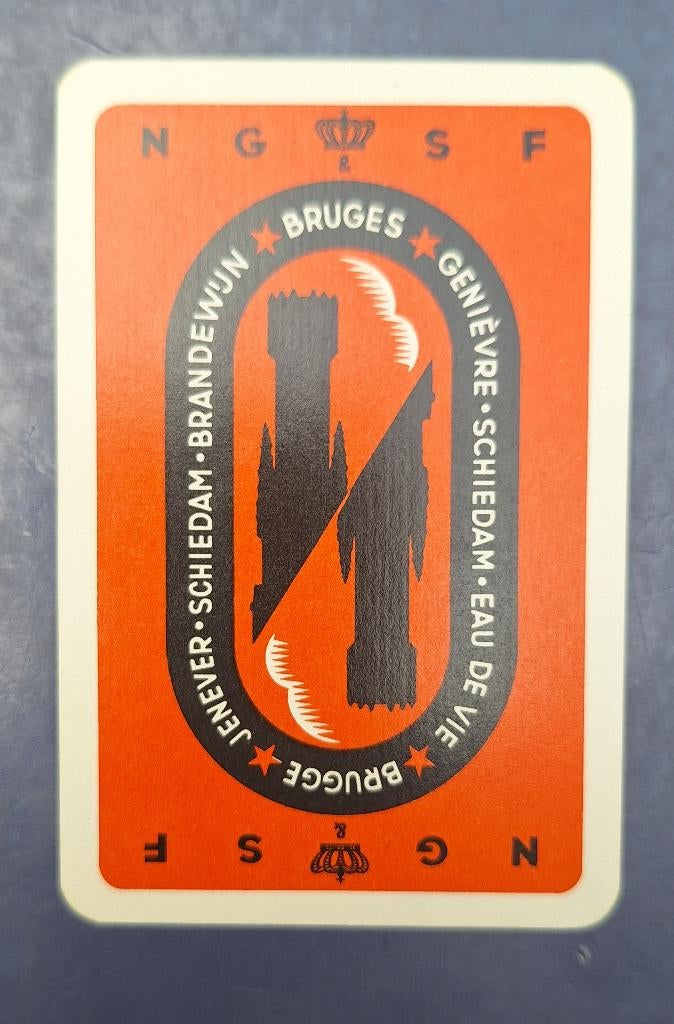 N G & S F
★ BRUGES ★
GENIÈVRE • SCHIEDAM • EAU DE VIE
★ BRUGGE ★
JENEVER • SCHIEDAM • BRANDEWIJN
N G & S F